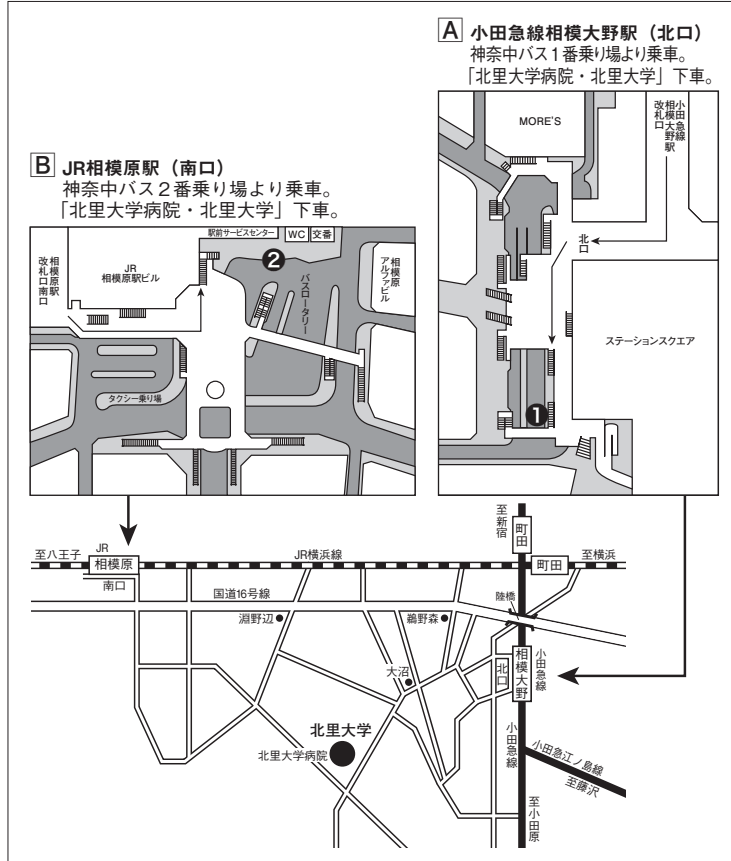 A 小田急線相模大野駅（北口）
神奈中バス1番乗り場より乗車。
「北里大学病院・北里大学」下車。
MORE'S
小田急線
相模大野駅
改札口
北口
ステーションスクエア
❶
B JR相模原駅（南口）
神奈中バス2番乗り場より乗車。
「北里大学病院・北里大学」下車。
駅前サービスセンター
WC
交番
❷
JR
相模原駅ビル
相模原駅
改札口南口
バスロータリー
相模原
アルファビル
タクシー乗り場
至新宿
町田
至八王子
JR
相模原
南口
JR横浜線
町田
至横浜
国道16号線
陸橋
淵野辺
鵜野森
大沼
北口
相模大野
小田急線
北里大学
北里大学病院
小田急線
小田急江ノ島線
至藤沢
至小田原